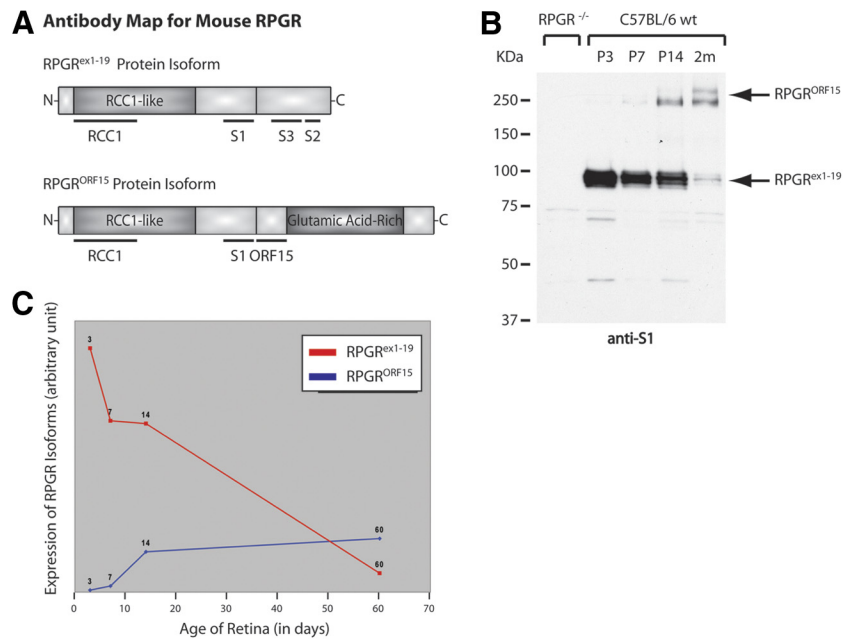 A Antibody Map for Mouse RPGR
RPGRex1-19 Protein Isoform
N- RCC1-like -C
RCC1 S1 S3 S2
RPGRORF15 Protein Isoform
N- RCC1-like Glutamic Acid-Rich -C
RCC1 S1 ORF15
B
RPGR -/- C57BL/6 wt
KDa P3 P7 P14 2m
250
150
100
75
50
37
RPGRORF15
RPGRex1-19
anti-S1
C
Expression of RPGR Isoforms (arbitrary unit)
RPGRex1-19
RPGRORF15
3
7
14
60
3
7
14
60
0 10 20 30 40 50 60 70
Age of Retina (in days)